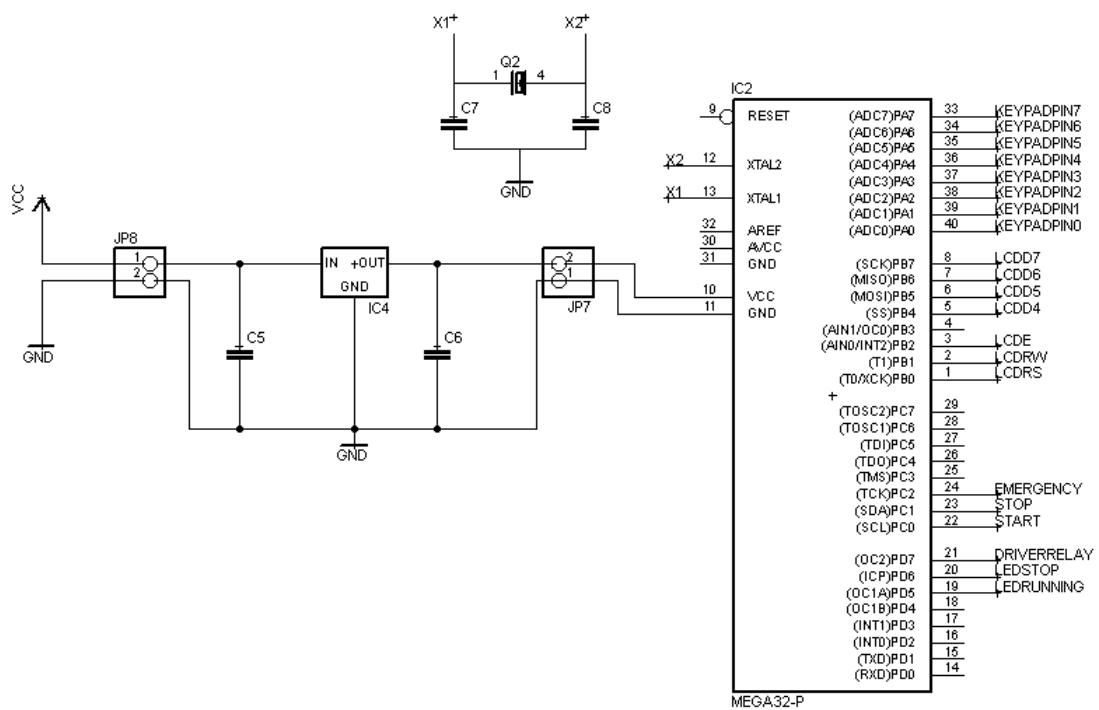 X1
X2
Q2
1 4
C7
C8
GND
VCC
JP8
1
2
GND
IN +OUT
GND
IC4
C5
C6
GND
2
1
JP7
IC2
9 RESET
X2 12 XTAL2
X1 13 XTAL1
32 AREF
30 AVCC
31 GND
10 VCC
11 GND
(ADC7)PA7 33 KEYPADPIN7
(ADC6)PA6 34 KEYPADPIN6
(ADC5)PA5 35 KEYPADPIN5
(ADC4)PA4 36 KEYPADPIN4
(ADC3)PA3 37 KEYPADPIN3
(ADC2)PA2 38 KEYPADPIN2
(ADC1)PA1 39 KEYPADPIN1
(ADC0)PA0 40 KEYPADPIN0
(SCK)PB7 8 LCDD7
(MISO)PB6 7 LCDD6
(MOSI)PB5 6 LCDD5
(SS)PB4 5 LCDD4
(AIN1/OC0)PB3 4
(AIN0/INT2)PB2 3 LCDE
(T1)PB1 2 LCDRW
(T0/XCK)PB0 1 LCDRS
(TOSC2)PC7 29
(TOSC1)PC6 28
(TDI)PC5 27
(TDO)PC4 26
(TMS)PC3 25
(TCK)PC2 24 EMERGENCY
(SDA)PC1 23 STOP
(SCL)PC0 22 START
(OC2)PD7 21 DRIVERRELAY
(ICP)PD6 20 LEDSTOP
(OC1A)PD5 19 LEDRUNNING
(OC1B)PD4 18
(INT1)PD3 17
(INT0)PD2 16
(TXD)PD1 15
(RXD)PD0 14
MEGA32-P